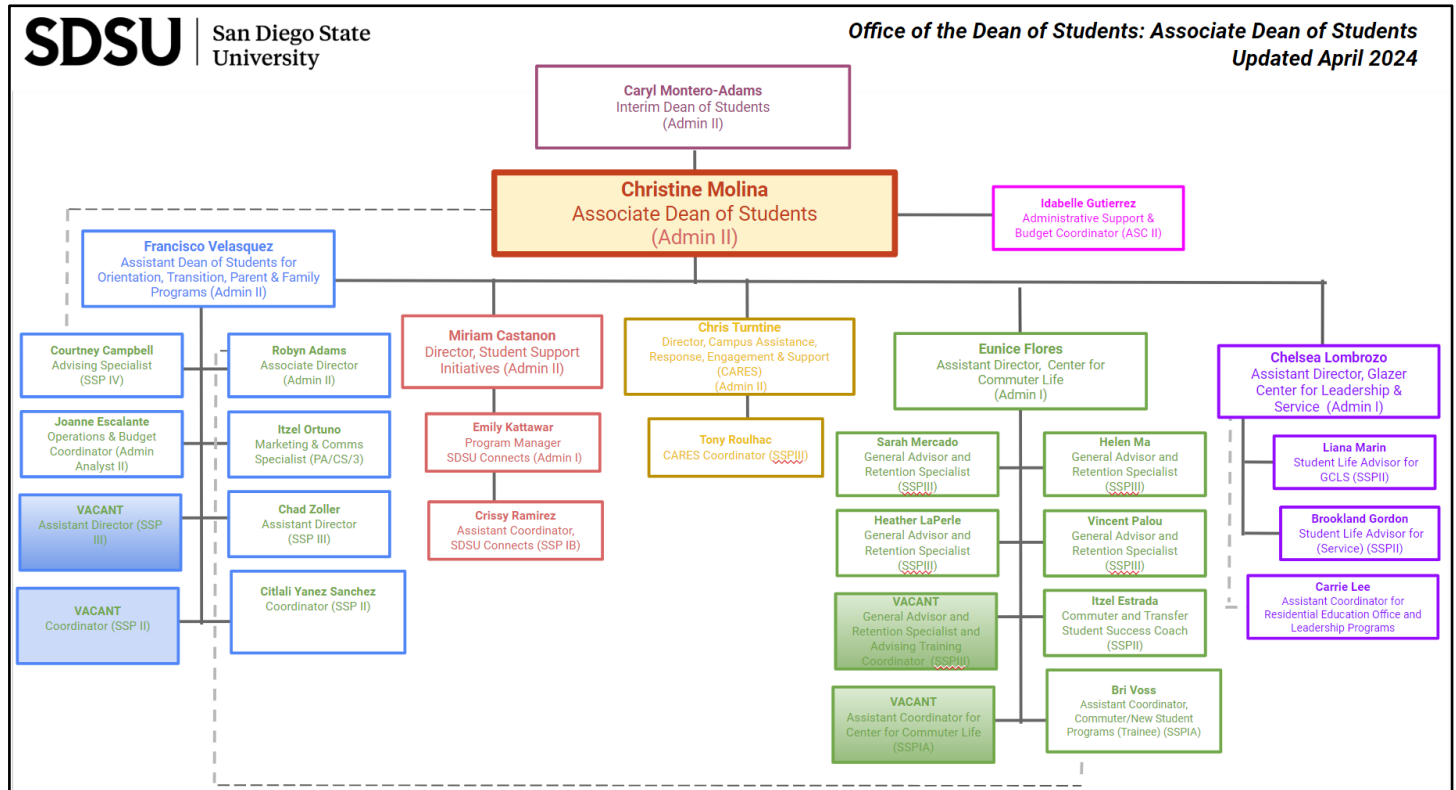 SDSU
San Diego State
University
Office of the Dean of Students: Associate Dean of Students
Updated April 2024
Caryl Montero-Adams
Interim Dean of Students
(Admin II)
Christine Molina
Associate Dean of Students
(Admin II)
Idabelle Gutierrez
Administrative Support &
Budget Coordinator (ASC II)
Francisco Velasquez
Assistant Dean of Students for
Orientation, Transition, Parent & Family
Programs (Admin II)
Courtney Campbell
Advising Specialist
(SSP IV)
Robyn Adams
Associate Director
(Admin II)
Joanne Escalante
Operations & Budget
Coordinator (Admin
Analyst II)
Itzel Ortuno
Marketing & Comms
Specialist (PA/CS/3)
VACANT
Assistant Director (SSP
III)
Chad Zoller
Assistant Director
(SSP III)
VACANT
Coordinator (SSP II)
Citlali Yanez Sanchez
Coordinator (SSP II)
Miriam Castanon
Director, Student Support
Initiatives (Admin II)
Emily Kattawar
Program Manager
SDSU Connects (Admin I)
Crissy Ramirez
Assistant Coordinator,
SDSU Connects (SSP IB)
Chris Turntine
Director, Campus Assistance,
Response, Engagement & Support
(CARES)
(Admin II)
Tony Roulhac
CARES Coordinator (SSPIII)
Eunice Flores
Assistant Director, Center for
Commuter Life
(Admin I)
Sarah Mercado
General Advisor and
Retention Specialist
(SSPIII)
Helen Ma
General Advisor and
Retention Specialist
(SSPIII)
Heather LaPerle
General Advisor and
Retention Specialist
(SSPIII)
Vincent Palou
General Advisor and
Retention Specialist
(SSPIII)
VACANT
General Advisor and
Retention Specialist and
Advising Training
Coordinator (SSPIII)
Itzel Estrada
Commuter and Transfer
Student Success Coach
(SSPII)
VACANT
Assistant Coordinator for
Center for Commuter Life
(SSPIA)
Bri Voss
Assistant Coordinator,
Commuter/New Student
Programs (Trainee) (SSPIA)
Chelsea Lombrozo
Assistant Director, Glazer
Center for Leadership &
Service (Admin I)
Liana Marin
Student Life Advisor for
GCLS (SSPII)
Brookland Gordon
Student Life Advisor for
(Service) (SSPII)
Carrie Lee
Assistant Coordinator for
Residential Education Office and
Leadership Programs